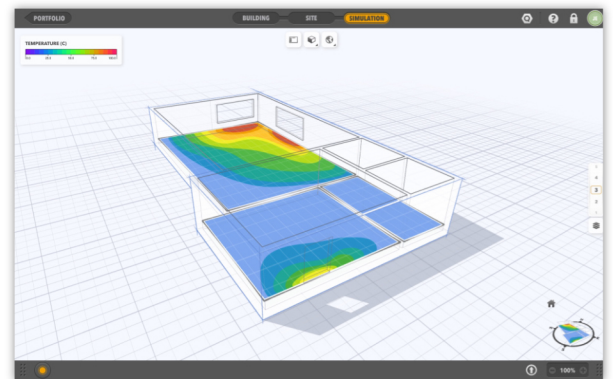 PORTFOLIO
BUILDING
SITE
SIMULATION
TEMPERATURE (C)
100%